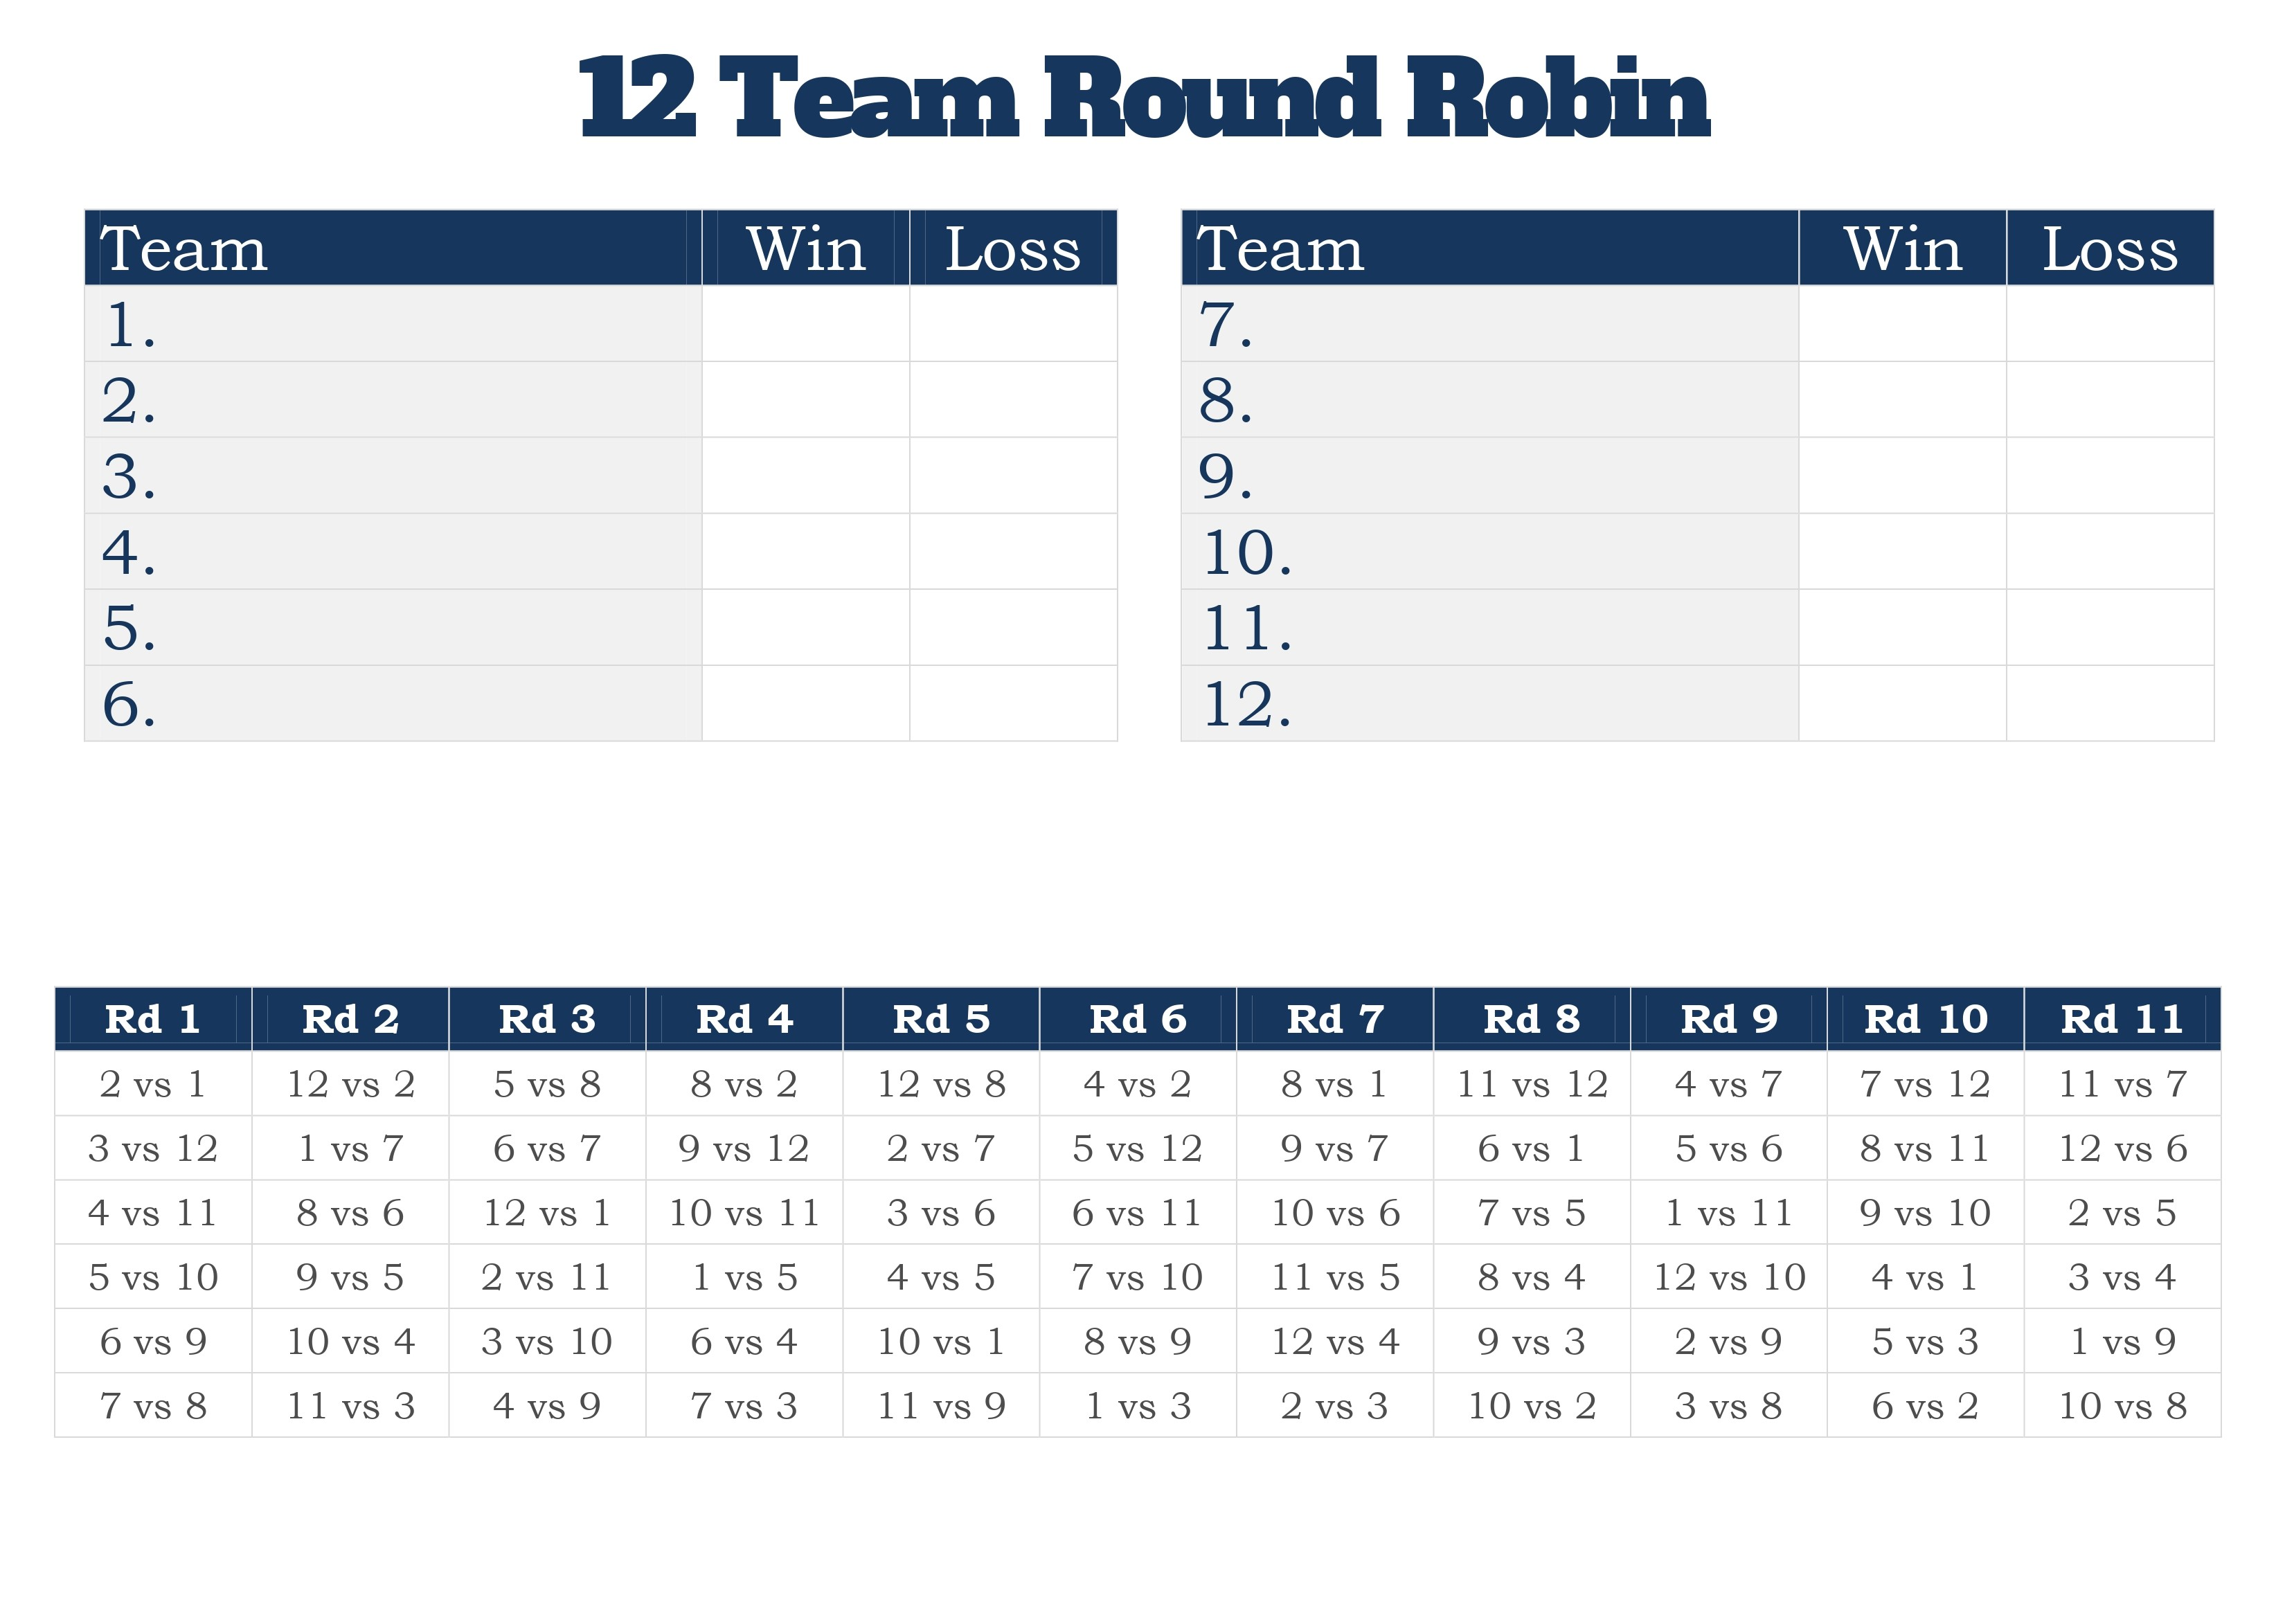 12 Team Round Robin
Team Win Loss
1.
2.
3.
4.
5.
6.
Team Win Loss
7.
8.
9.
10.
11.
12.
Rd 1 Rd 2 Rd 3 Rd 4 Rd 5 Rd 6 Rd 7 Rd 8 Rd 9 Rd 10 Rd 11
2 vs 1 12 vs 2 5 vs 8 8 vs 2 12 vs 8 4 vs 2 8 vs 1 11 vs 12 4 vs 7 7 vs 12 11 vs 7
3 vs 12 1 vs 7 6 vs 7 9 vs 12 2 vs 7 5 vs 12 9 vs 7 6 vs 1 5 vs 6 8 vs 11 12 vs 6
4 vs 11 8 vs 6 12 vs 1 10 vs 11 3 vs 6 6 vs 11 10 vs 6 7 vs 5 1 vs 11 9 vs 10 2 vs 5
5 vs 10 9 vs 5 2 vs 11 1 vs 5 4 vs 5 7 vs 10 11 vs 5 8 vs 4 12 vs 10 4 vs 1 3 vs 4
6 vs 9 10 vs 4 3 vs 10 6 vs 4 10 vs 1 8 vs 9 12 vs 4 9 vs 3 2 vs 9 5 vs 3 1 vs 9
7 vs 8 11 vs 3 4 vs 9 7 vs 3 11 vs 9 1 vs 3 2 vs 3 10 vs 2 3 vs 8 6 vs 2 10 vs 8